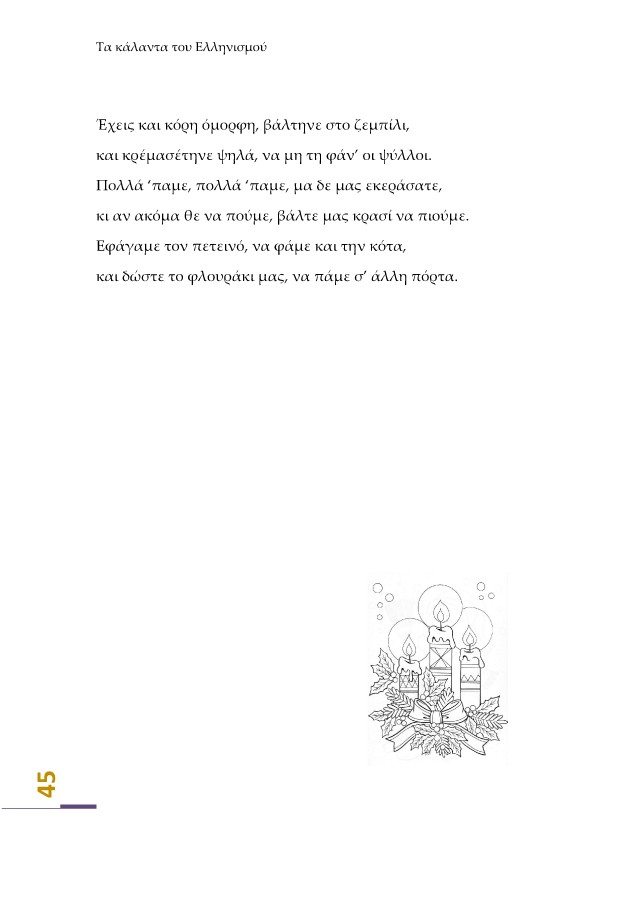 Τα κάλαντα του Ελληνισμού
Έχεις και κόρη όμορφη, βάλτηνε στο ζεμπίλι,
και κρέμασέτηνε ψηλά, να μη τη φάν’ οι ψύλλοι.
Πολλά ‘παμε, πολλά ‘παμε, μα δε μας εκεράσατε,
κι αν ακόμα θε να πούμε, βάλτε μας κρασί να πιούμε.
Εφάγαμε τον πετεινό, να φάμε και την κότα,
και δώστε το φλουράκι μας, να πάμε σ’ άλλη πόρτα.
45